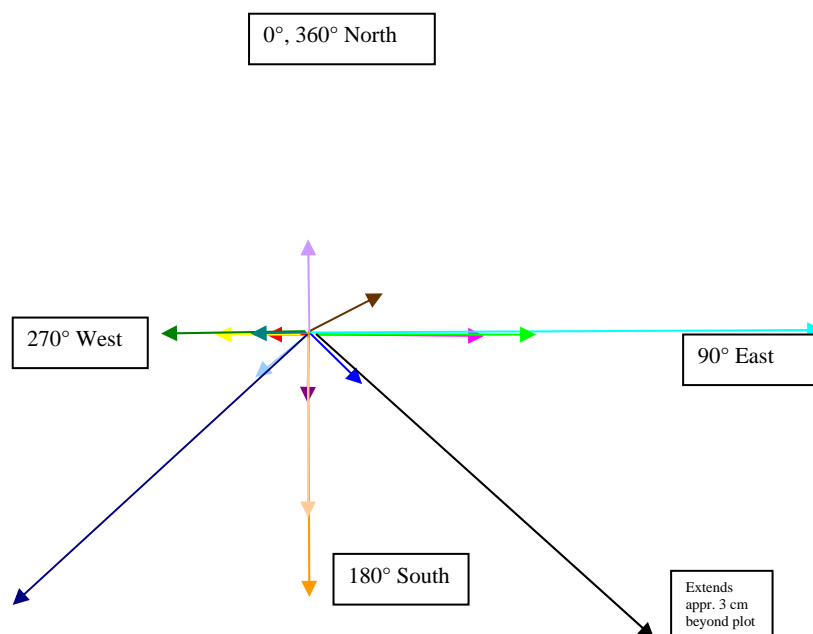 0°, 360° North
270° West
90° East
180° South
Extends
appr. 3 cm
beyond plot